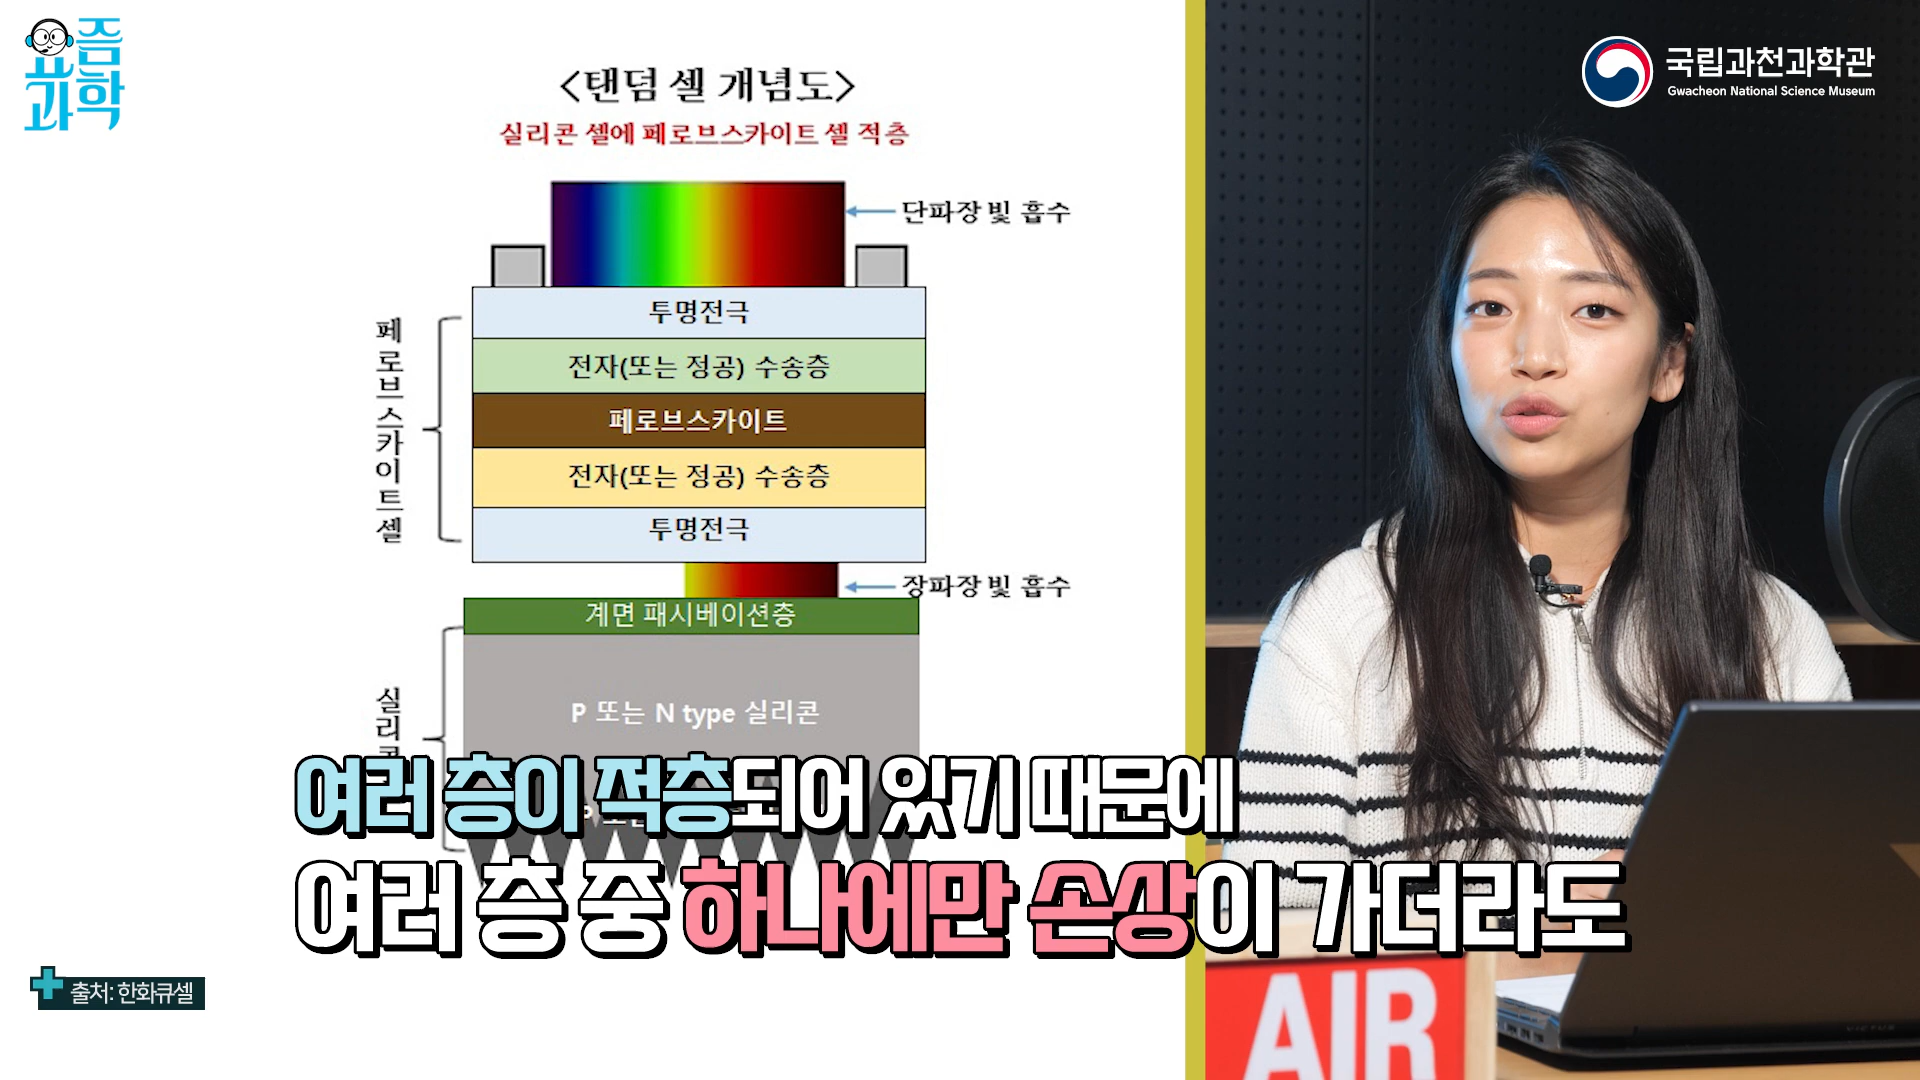 요즘과학
국립과천과학관
Gwacheon National Science Museum
<탠덤 셀 개념도>
실리콘 셀에 페로브스카이트 셀 적층
단파장 빛 흡수
페로브스카이트 셀
투명전극
전자(또는 정공) 수송층
페로브스카이트
전자(또는 정공) 수송층
투명전극
장파장 빛 흡수
계면 패시베이션층
실리콘
P 또는 N type 실리콘
여러 층이 적층되어 있기 때문에
여러 층 중 하나에만 손상이 가더라도
출처: 한화큐셀
AIR